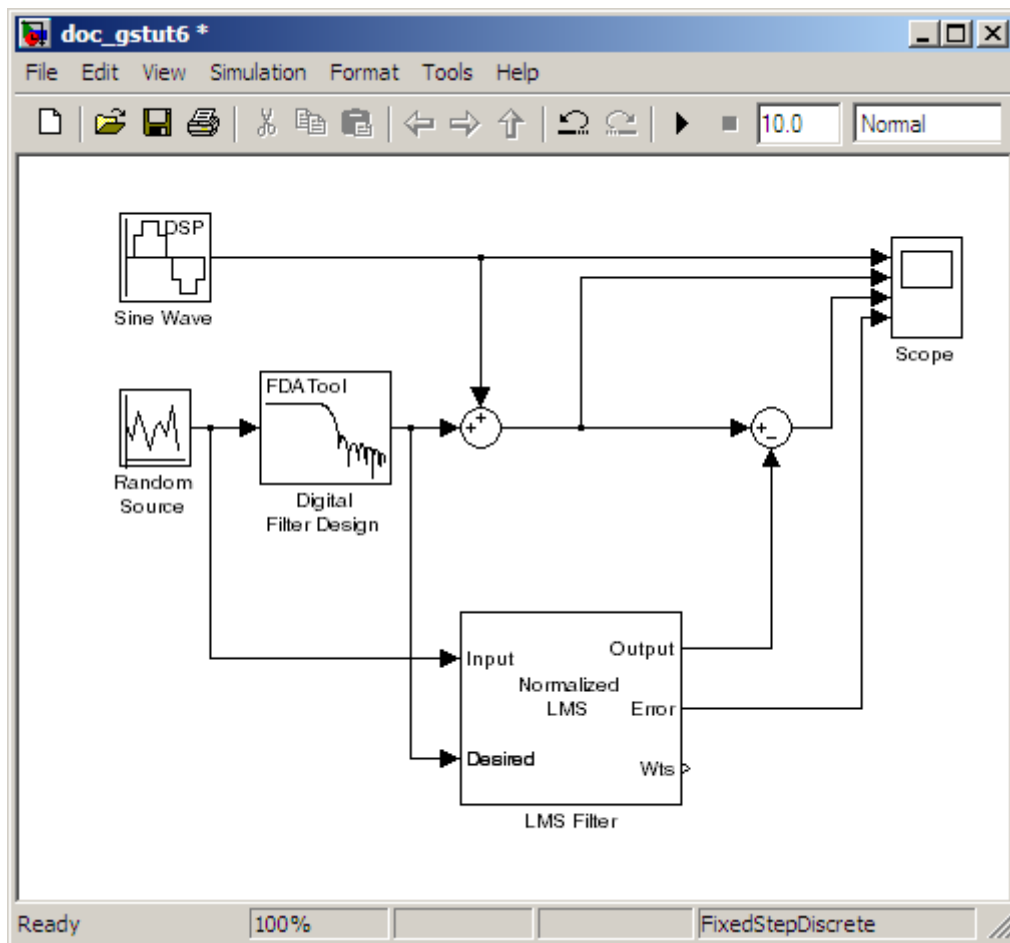 doc_gstut6 *
File Edit View Simulation Format Tools Help
10.0 Normal
DSP
Sine Wave
Scope
FDATool
+ +
+ −
Random
Source
Digital
Filter Design
Input
Output
Normalized
LMS
Error
Desired
Wts
LMS Filter
Ready 100% FixedStepDiscrete